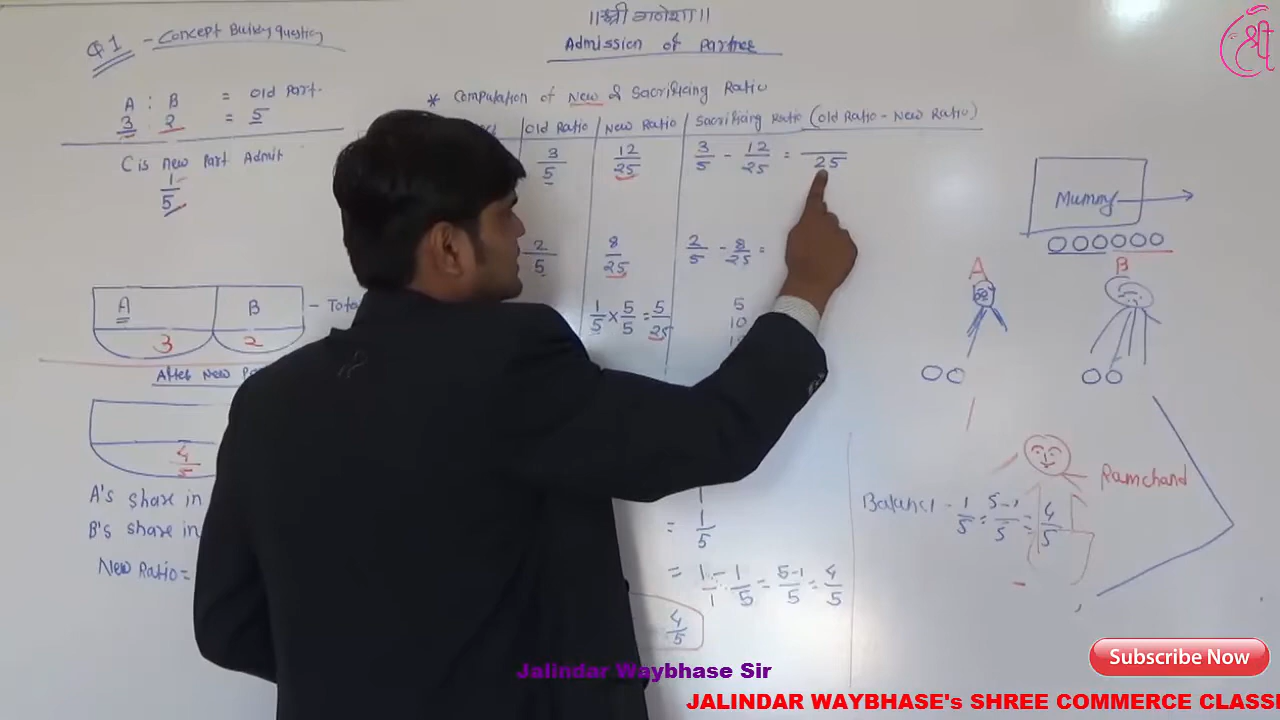 ||श्री गणेशा||
Admission of Partner
श्री
Q.1 - Concept Building Question
A : B = Old Part.
3 2 = 5
C is new Part Admit
1/5
* Computation of New & Sacrificing Ratio
Old Ratio New Ratio Sacrificing Ratio (Old Ratio - New Ratio)
3/5 12/25 3/5 - 12/25 = /25
2/5 8/25 2/5 - 8/25 =
1/5 × 5/5 = 5/25
5
10
A B
3 2
After New
4/5
A's share in
B's share in
New Ratio =
1
= 1/5
= 1/1 - 1/5 = 5-1/5 = 4/5
4/5
Mummy
A B
Ramchand
Balance - 1/5 = 5-1/5 = 4/5
Subscribe Now
Jalindar Waybhase Sir
JALINDAR WAYBHASE's SHREE COMMERCE CLASS